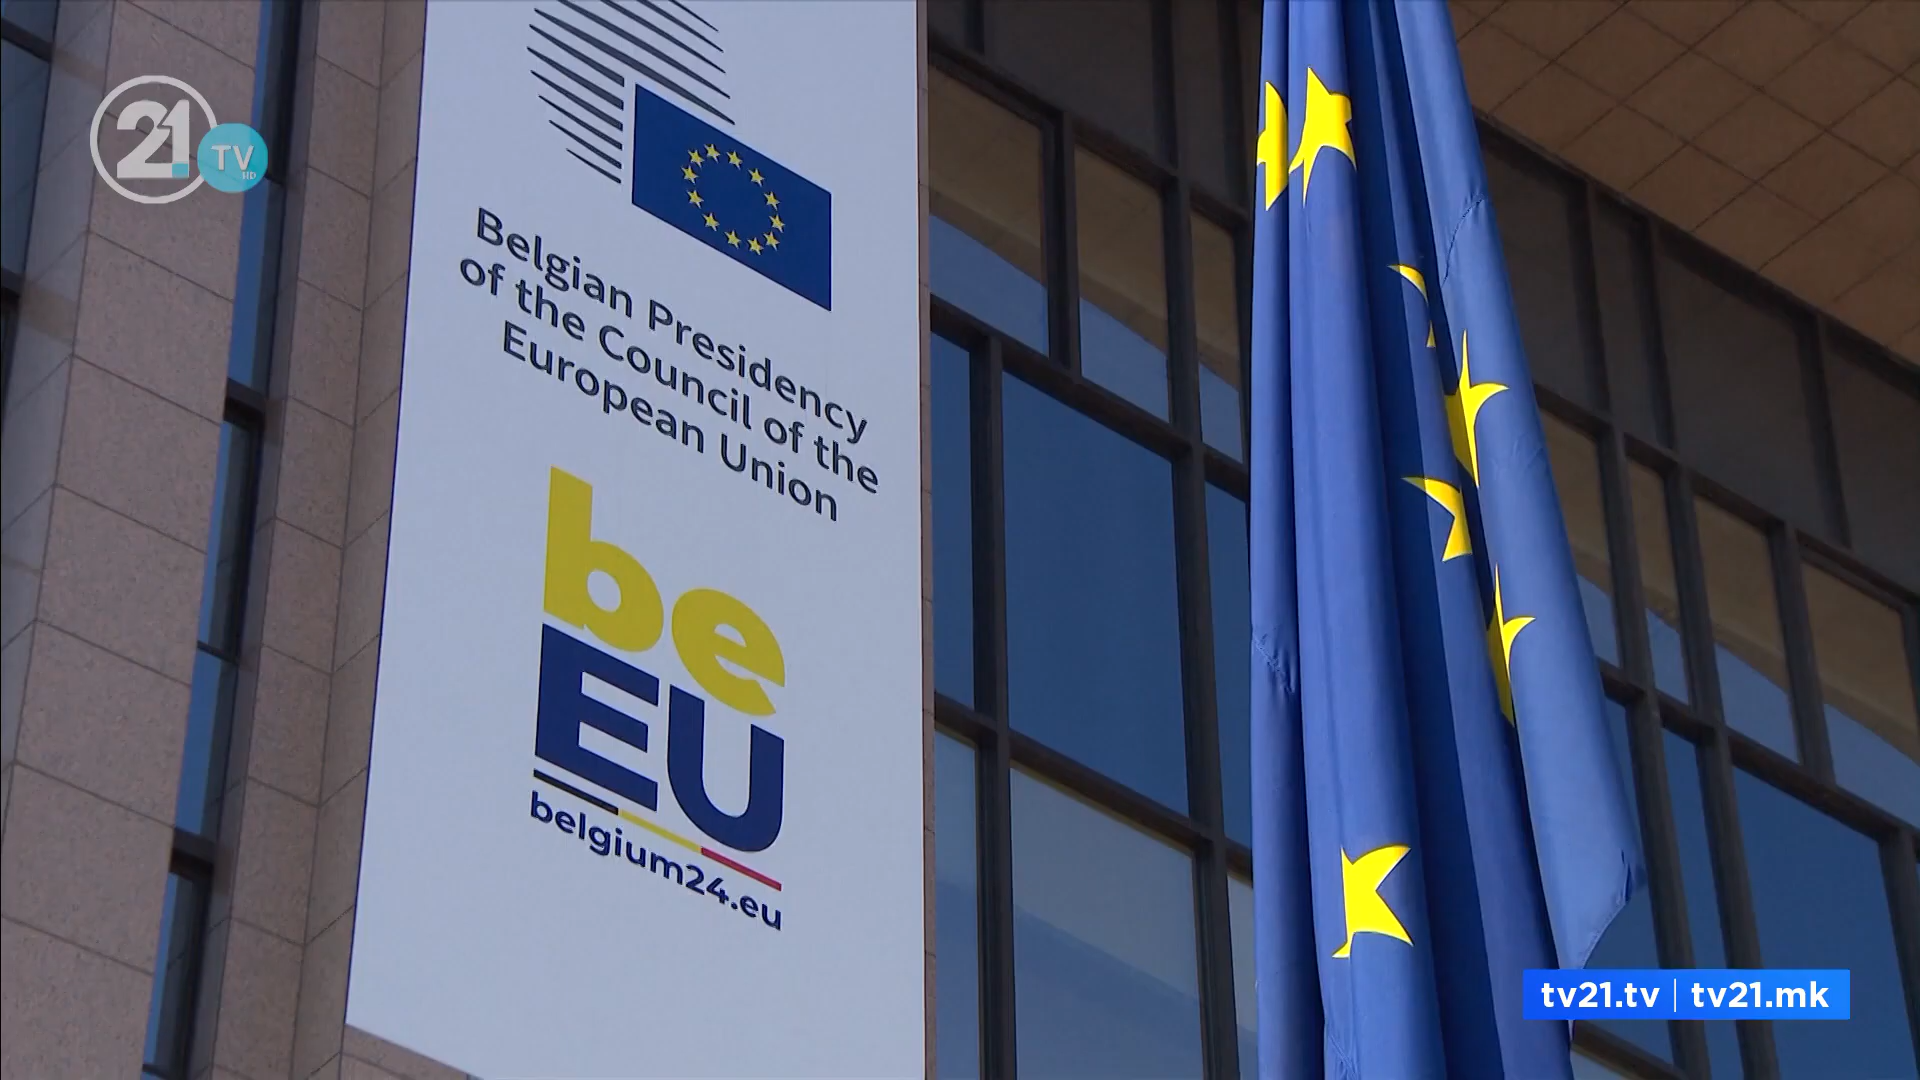 21.
TV
HD
Belgian Presidency
of the Council of the
European Union
be
EU
belgium24.eu
tv21.tv | tv21.mk